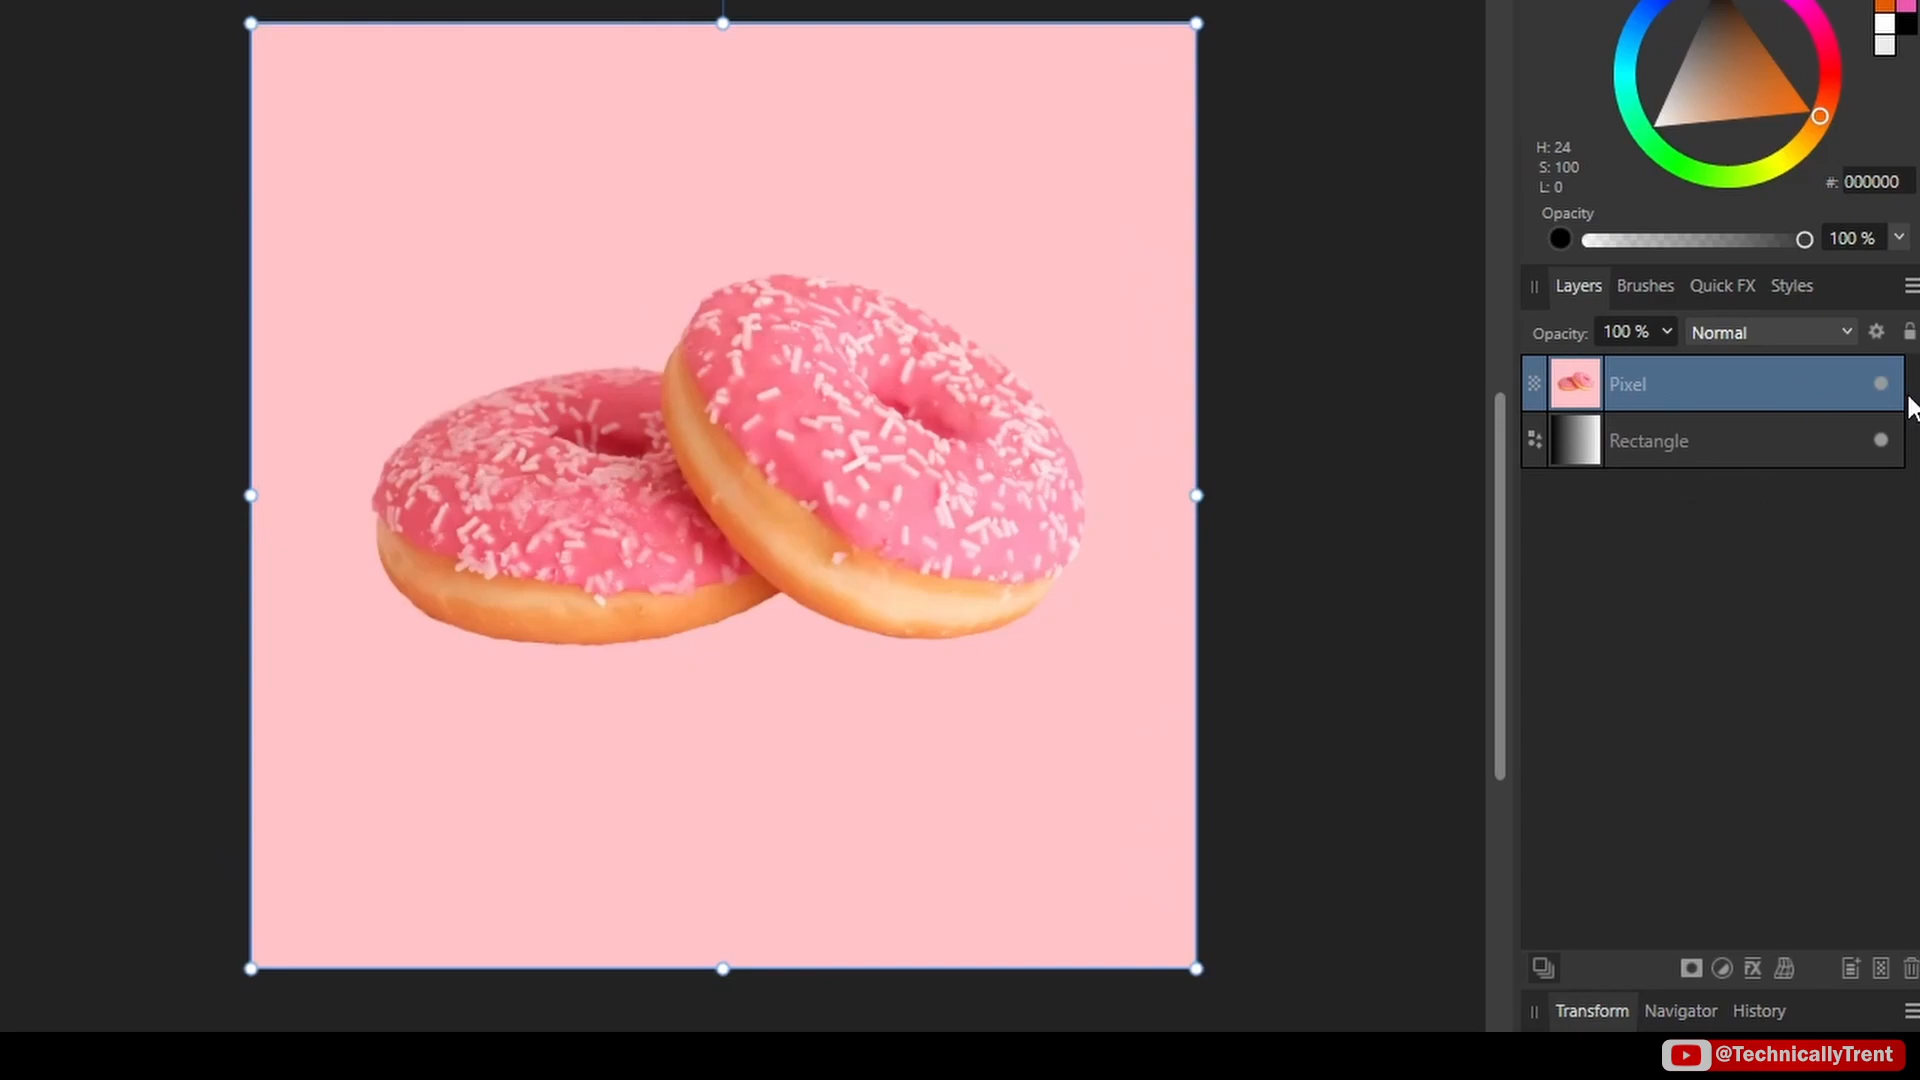 H: 24
S: 100
L: 0
#: 000000
Opacity
100 %
Layers Brushes Quick FX Styles
Opacity: 100 % Normal
Pixel
Rectangle
FX
Transform Navigator History
@TechnicallyTrent